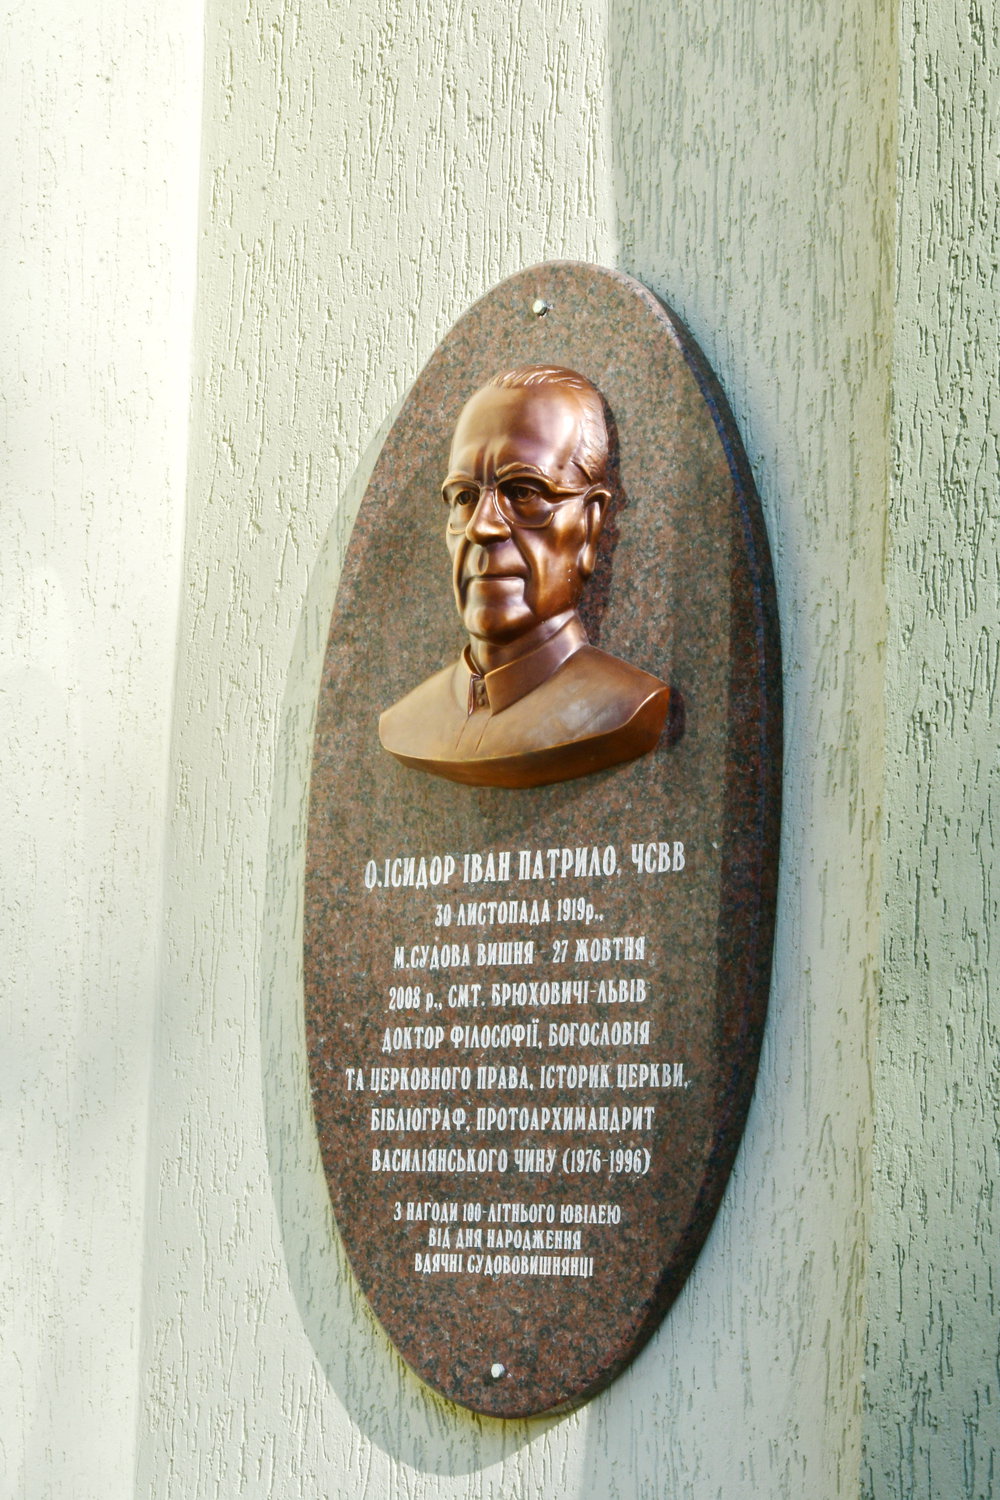 О.ІСИДОР ІВАН ПАТРИЛО, ЧСВВ
30 ЛИСТОПАДА 1919р.,
М.СУДОВА ВИШНЯ - 27 ЖОВТНЯ
2008 р., СМТ. БРЮХОВИЧІ-ЛЬВІВ
ДОКТОР ФІЛОСОФІЇ, БОГОСЛОВІЯ
ТА ЦЕРКОВНОГО ПРАВА, ІСТОРИК ЦЕРКВИ,
БІБЛІОГРАФ, ПРОТОАРХИМАНДРИТ
ВАСИЛІЯНСЬКОГО ЧИНУ (1976-1996)
З НАГОДИ 100-ЛІТНЬОГО ЮВІЛЕЮ
ВІД ДНЯ НАРОДЖЕННЯ
ВДЯЧНІ СУДОВОВИШНЯНЦІ